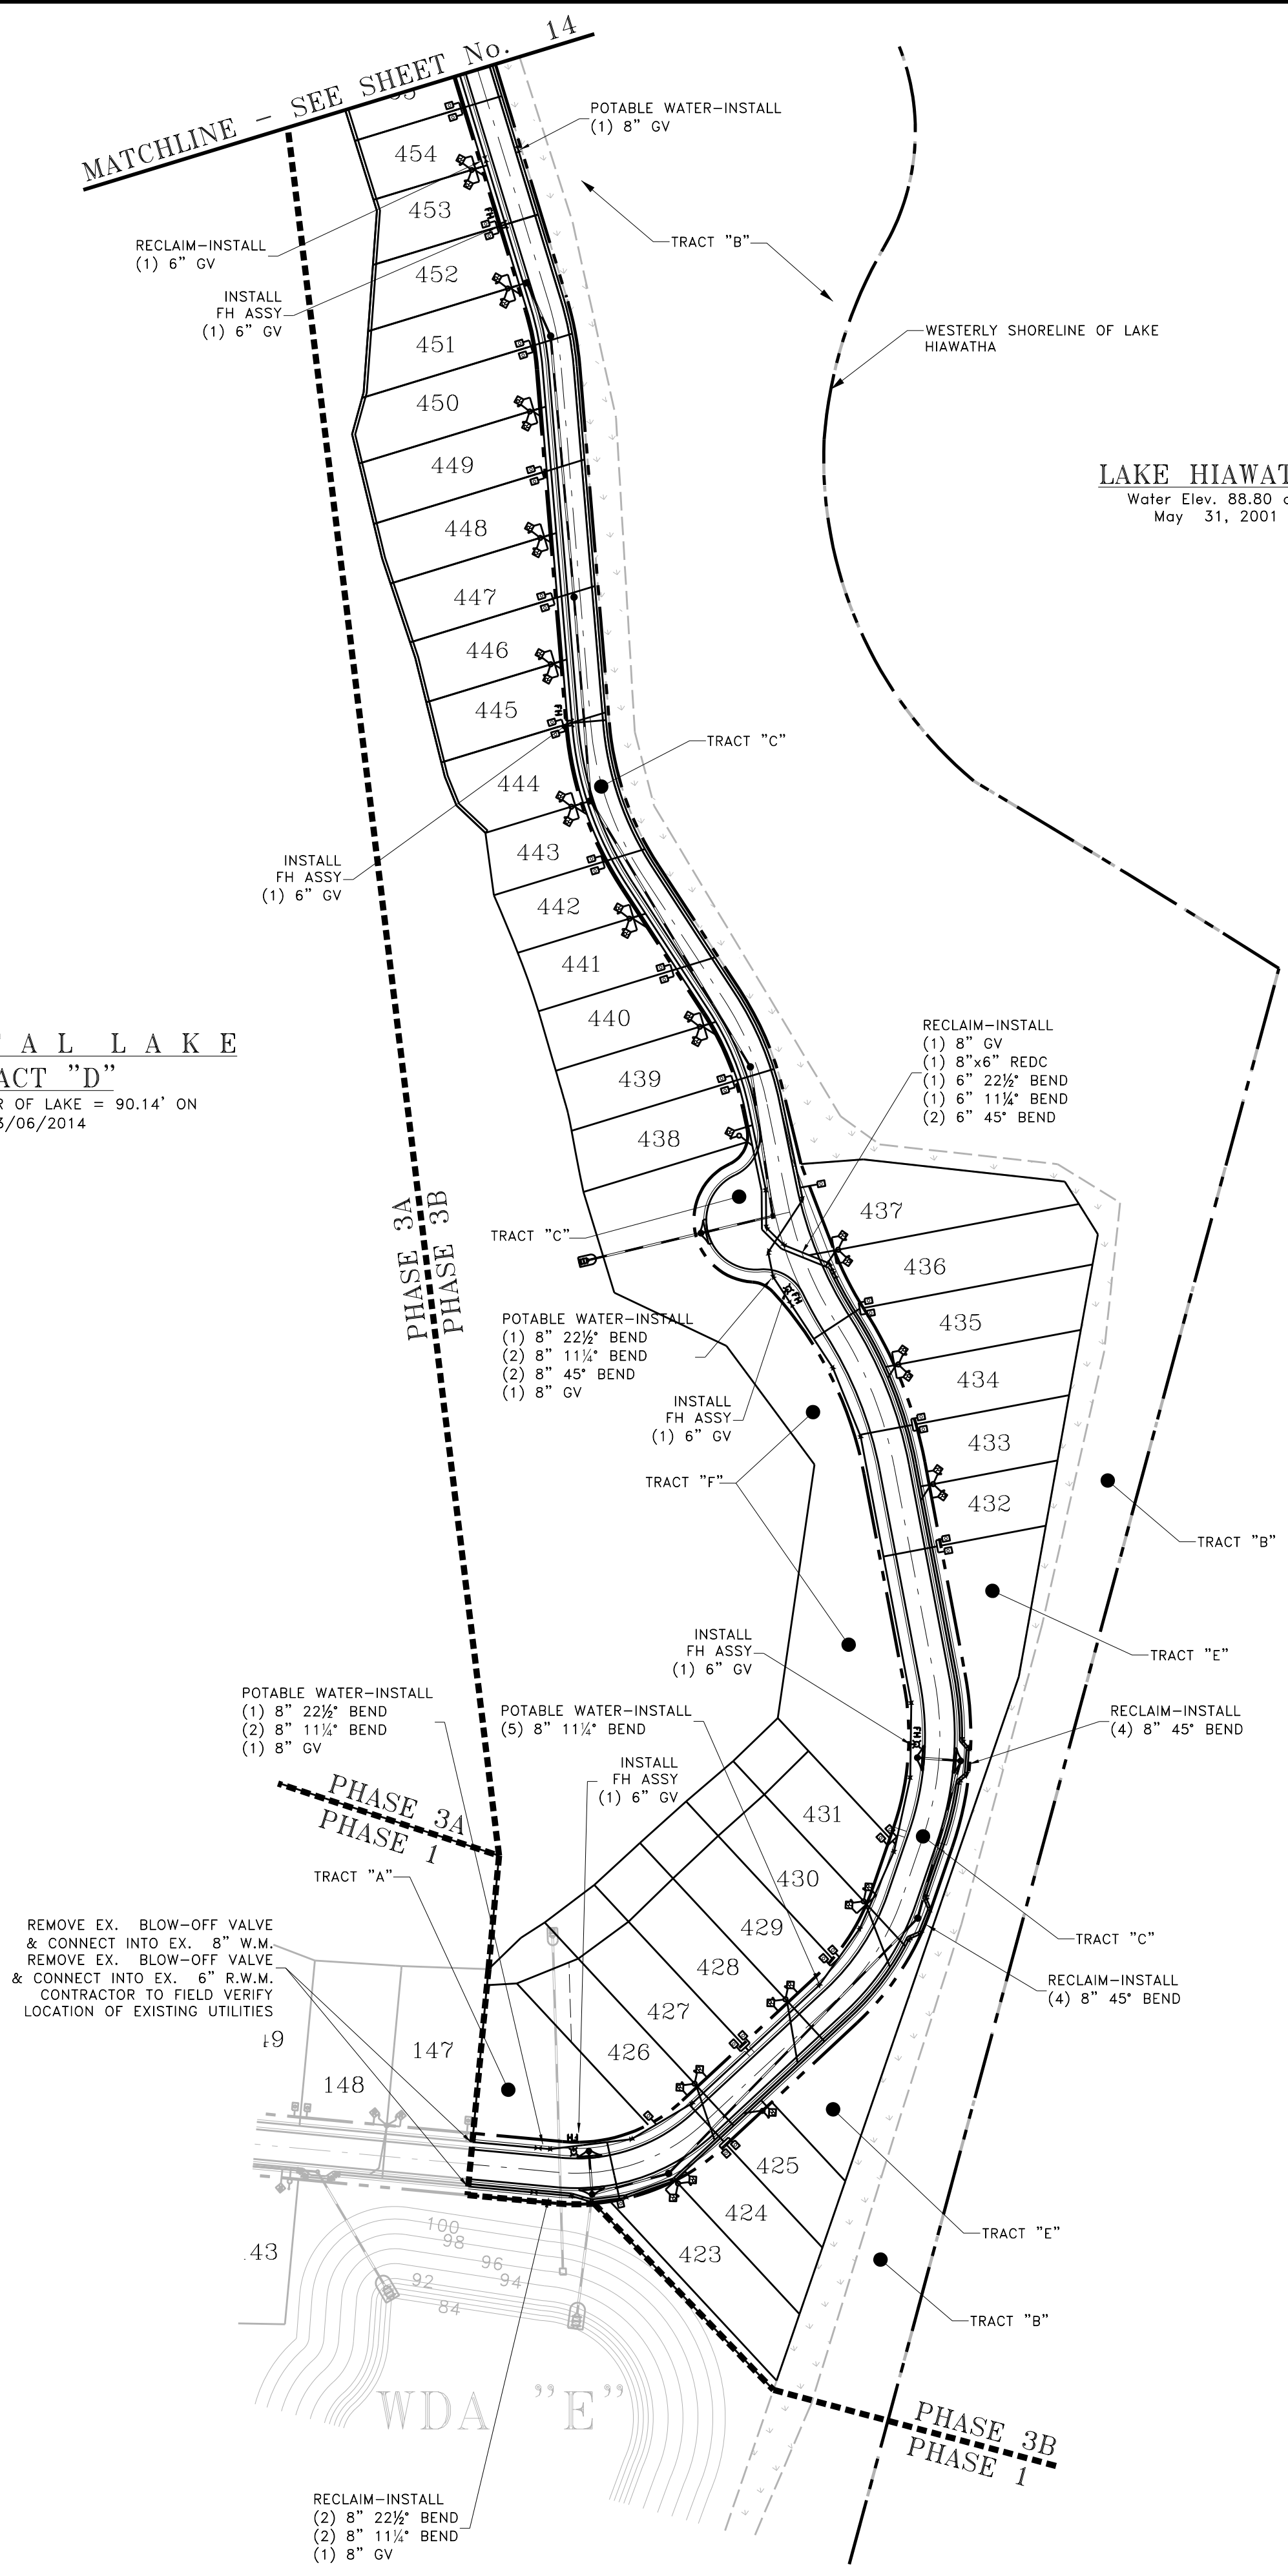 MATCHLINE - SEE SHEET No. 14
POTABLE WATER-INSTALL
(1) 8" GV
454
453
TRACT "B"
RECLAIM-INSTALL
(1) 6" GV
452
INSTALL
FH ASSY
(1) 6" GV
FH
WESTERLY SHORELINE OF LAKE
HIAWATHA
451
450
449
LAKE HIAWAT
Water Elev. 88.80
May 31, 2001
448
447
446
445
FH
TRACT "C"
444
443
INSTALL
FH ASSY
(1) 6" GV
442
441
440
RECLAIM-INSTALL
(1) 8" GV
(1) 8"x6" REDC
(1) 6" 22½° BEND
(1) 6" 11¼° BEND
(2) 6" 45° BEND
TAL LAKE
ACT "D"
R OF LAKE = 90.14' ON
3/06/2014
439
438
PHASE 3A
PHASE 3B
TRACT "C"
437
436
435
434
433
432
FH
POTABLE WATER-INSTALL
(1) 8" 22½° BEND
(2) 8" 11¼° BEND
(2) 8" 45° BEND
(1) 8" GV
INSTALL
FH ASSY
(1) 6" GV
TRACT "F"
TRACT "B"
INSTALL
FH ASSY
(1) 6" GV
TRACT "E"
FH
POTABLE WATER-INSTALL
(1) 8" 22½° BEND
(2) 8" 11¼° BEND
(1) 8" GV
POTABLE WATER-INSTALL
(5) 8" 11¼° BEND
RECLAIM-INSTALL
(4) 8" 45° BEND
INSTALL
FH ASSY
(1) 6" GV
PHASE 3A
PHASE 1
431
430
429
428
427
426
TRACT "A"
REMOVE EX. BLOW-OFF VALVE
& CONNECT INTO EX. 8" W.M.
REMOVE EX. BLOW-OFF VALVE
& CONNECT INTO EX. 6" R.W.M.
CONTRACTOR TO FIELD VERIFY
LOCATION OF EXISTING UTILITIES
TRACT "C"
RECLAIM-INSTALL
(4) 8" 45° BEND
49
148
147
FH
425
424
423
TRACT "E"
43
100
98
96
94
92
84
TRACT "B"
WDA "E"
PHASE 3B
PHASE 1
RECLAIM-INSTALL
(2) 8" 22½° BEND
(2) 8" 11¼° BEND
(1) 8" GV